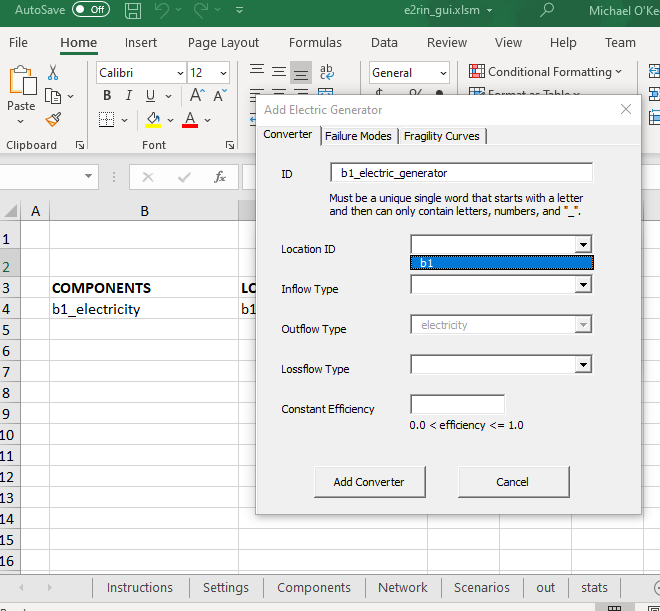 AutoSave Off e2rin_gui.xlsm Michael O'Ke
File Home Insert Page Layout Formulas Data Review View Help Team
Calibri 12 General Conditional Formatting
Paste B I U A A
Clipboard Font
Add Electric Generator
Converter Failure Modes Fragility Curves
ID b1_electric_generator
Must be a unique single word that starts with a letter
and then can only contain letters, numbers, and "_".
Location ID
b1
Inflow Type
Outflow Type electricity
Lossflow Type
Constant Efficiency
0.0 < efficiency <= 1.0
Add Converter Cancel
fx
A B
1
2
3 COMPONENTS LO
4 b1_electricity b1
5
6
7
8
9
10
11
12
13
14
15
16
Instructions Settings Components Network Scenarios out stats